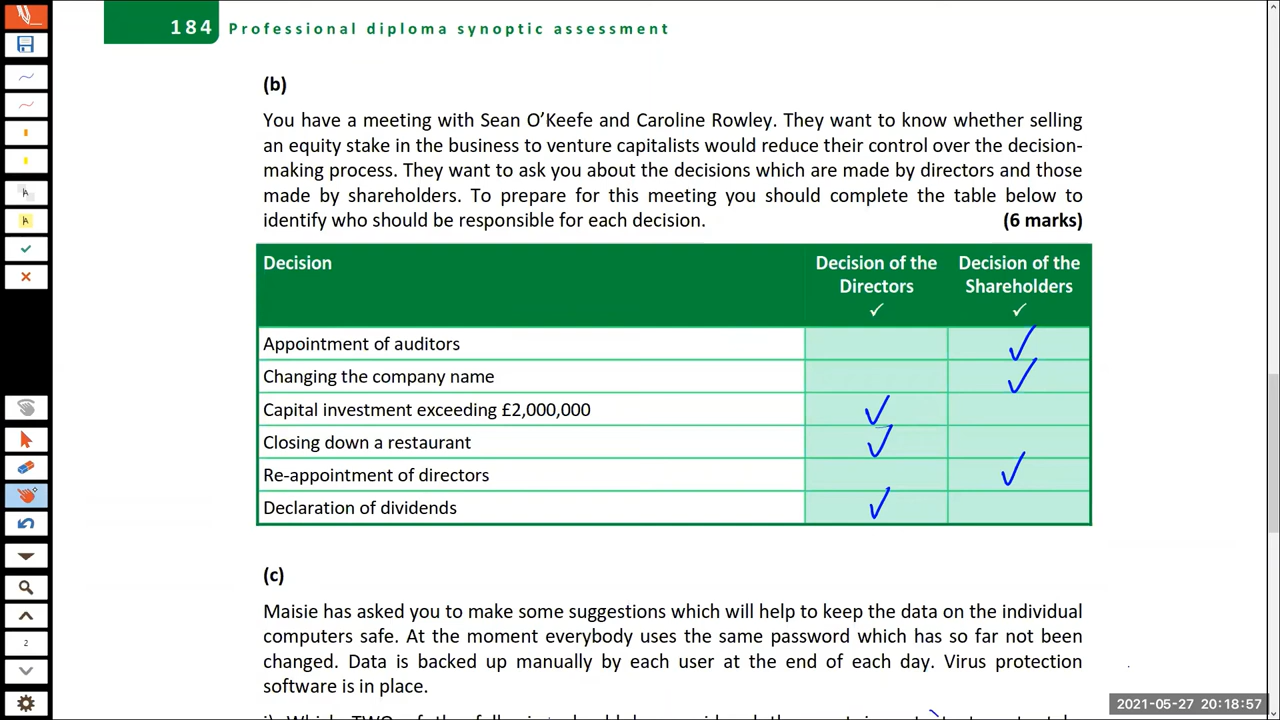 184 Professional diploma synoptic assessment
(b)
You have a meeting with Sean O'Keefe and Caroline Rowley. They want to know whether selling
an equity stake in the business to venture capitalists would reduce their control over the decision-
making process. They want to ask you about the decisions which are made by directors and those
made by shareholders. To prepare for this meeting you should complete the table below to
identify who should be responsible for each decision. (6 marks)
Decision Decision of the Directors ✓ Decision of the Shareholders ✓
Appointment of auditors ✓
Changing the company name ✓
Capital investment exceeding £2,000,000 ✓
Closing down a restaurant ✓
Re-appointment of directors ✓
Declaration of dividends ✓
(c)
Maisie has asked you to make some suggestions which will help to keep the data on the individual
computers safe. At the moment everybody uses the same password which has so far not been
changed. Data is backed up manually by each user at the end of each day. Virus protection
software is in place.
2
2021-05-27 20:18:57